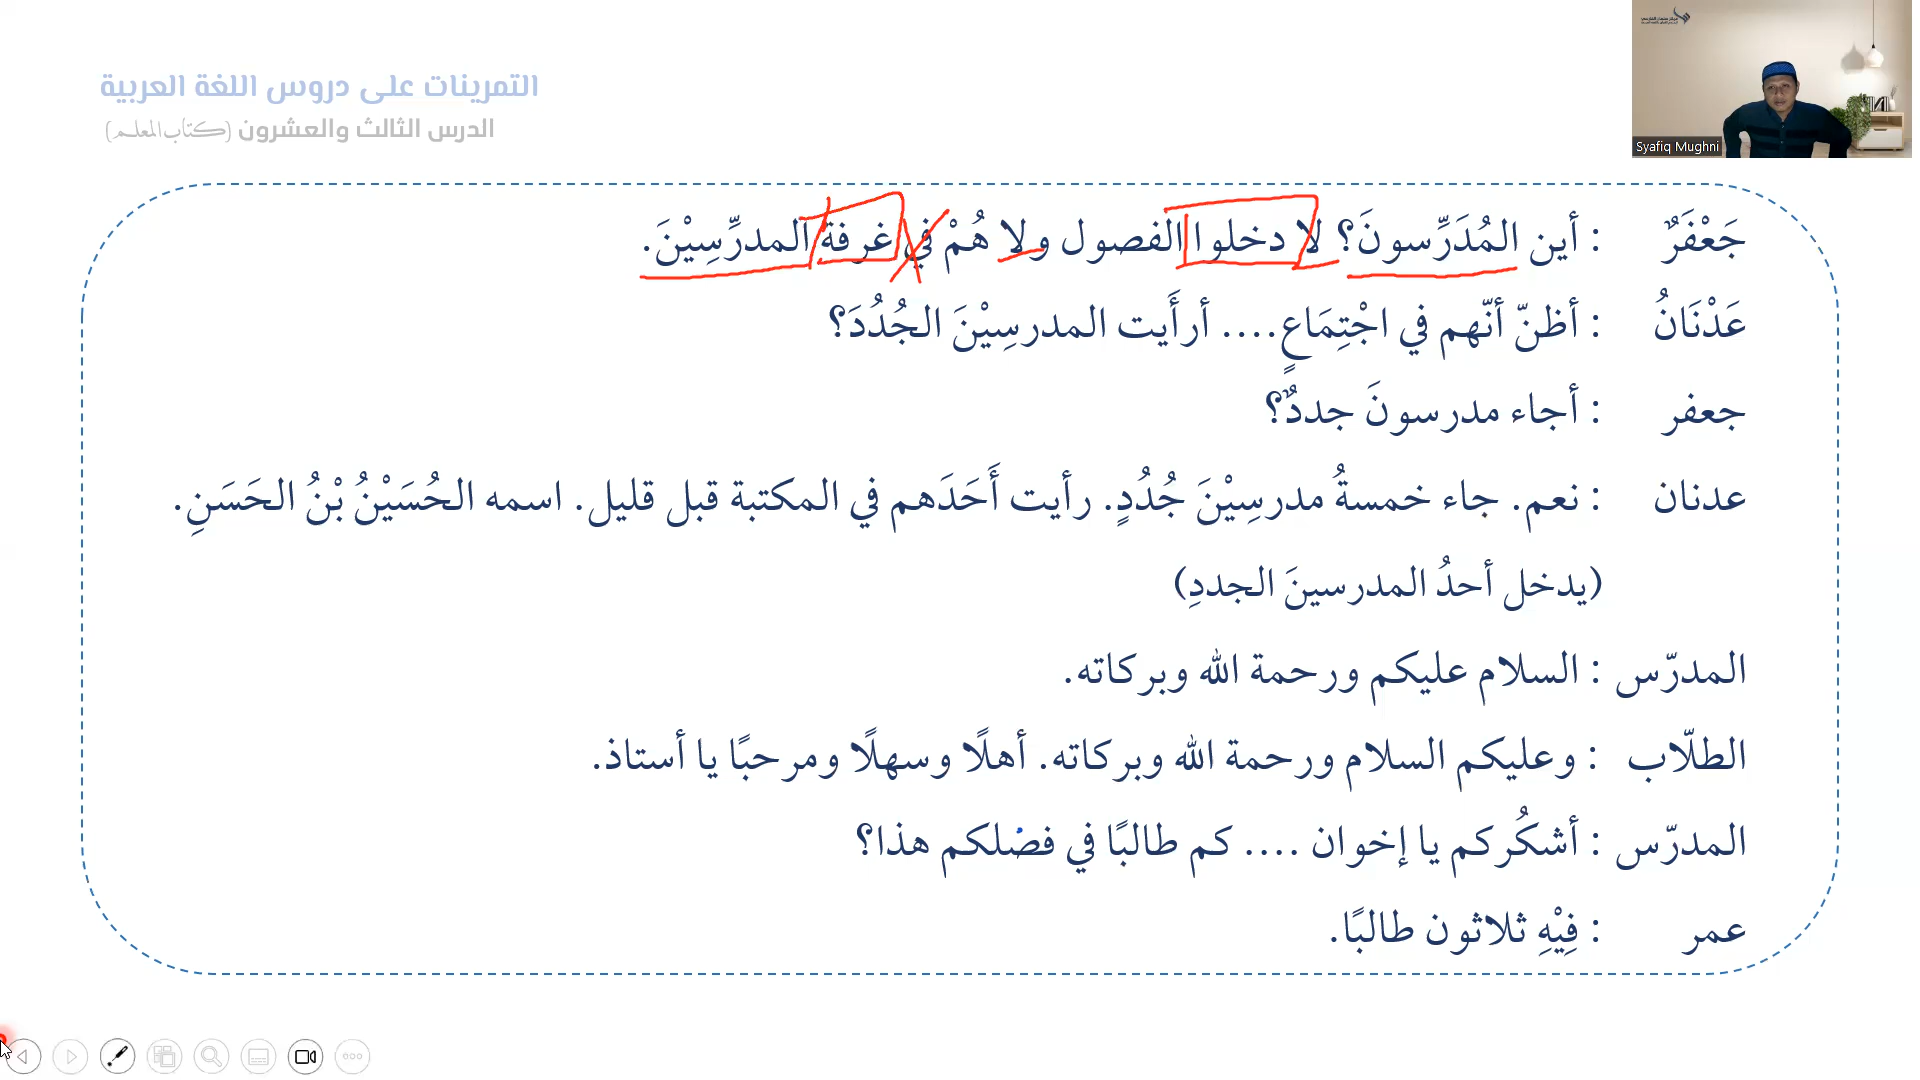 التمرينات على دروس اللغة العربية
الدرس الثالث والعشرون (كتاب المعلم)
Syafiq Mughni
جَعْفَرٌ : أين المُدَرِّسونَ؟ لا دخلوا الفصول ولا هُمْ في غرفة المدرِّسِيْنَ.
عَدْنَانُ : أظنّ أنّهم في اجْتِمَاعٍ.... أرأَيت المدرسِيْنَ الجُدُدَ؟
جعفر : أجاء مدرسونَ جددٌ؟
عدنان : نعم. جاء خمسةُ مدرسِيْنَ جُدُدٍ. رأيت أَحَدَهم في المكتبة قبل قليل. اسمه الحُسَيْنُ بْنُ الحَسَنِ.
(يدخل أحدُ المدرسينَ الجددِ)
المدرّس : السلام عليكم ورحمة الله وبركاته.
الطلّاب : وعليكم السلام ورحمة الله وبركاته. أهلًا وسهلًا ومرحبًا يا أستاذ.
المدرّس : أشكُركم يا إخوان .... كم طالبًا في فصلكم هذا؟
عمر : فِيْهِ ثلاثون طالبًا.